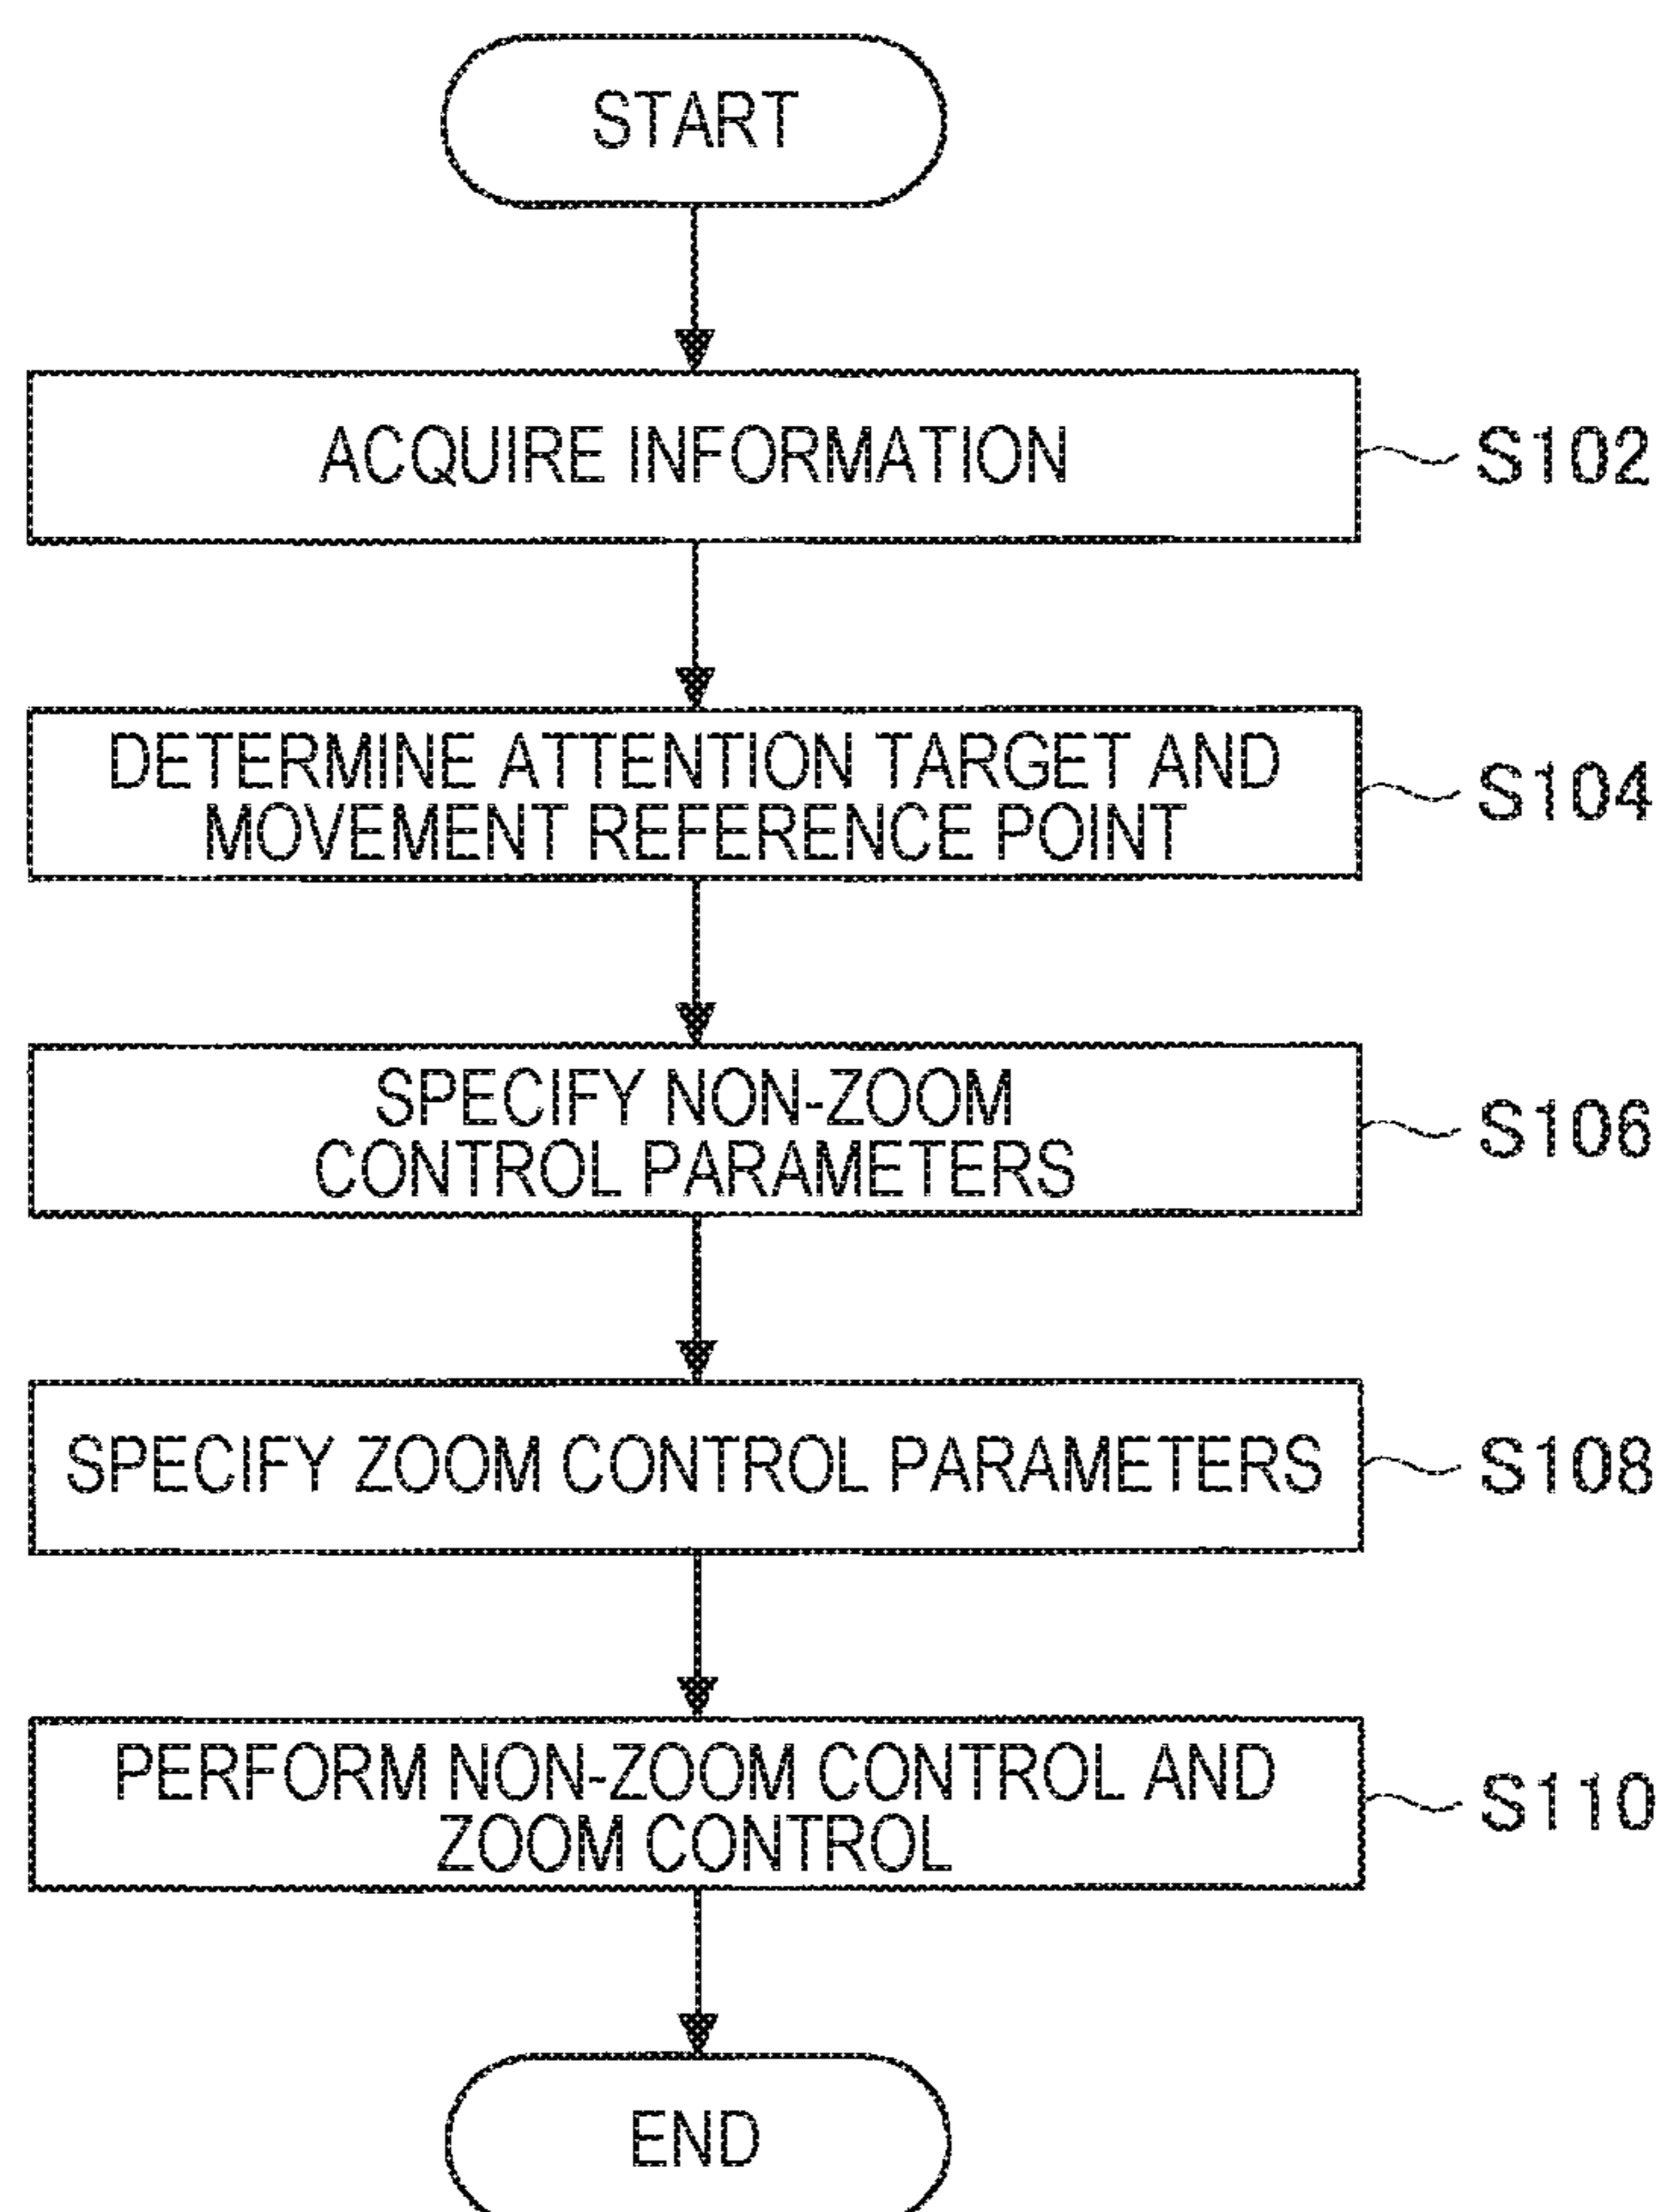 START
ACQUIRE INFORMATION
S102
DETERMINE ATTENTION TARGET AND
MOVEMENT REFERENCE POINT
S104
SPECIFY NON-ZOOM
CONTROL PARAMETERS
S106
SPECIFY ZOOM CONTROL PARAMETERS
S108
PERFORM NON-ZOOM CONTROL AND
ZOOM CONTROL
S110
END